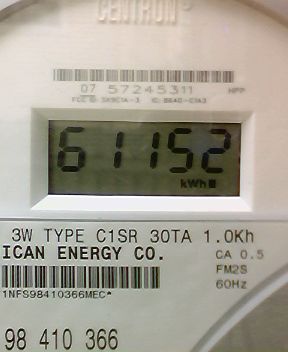 CENTRON®
07 57245311 HPP
61152
kWh
3W TYPE C1SR 30TA 1.0Kh
ICAN ENERGY CO. CA 0.5
FM2S
60Hz
1NFS98410366MEC*
98 410 366